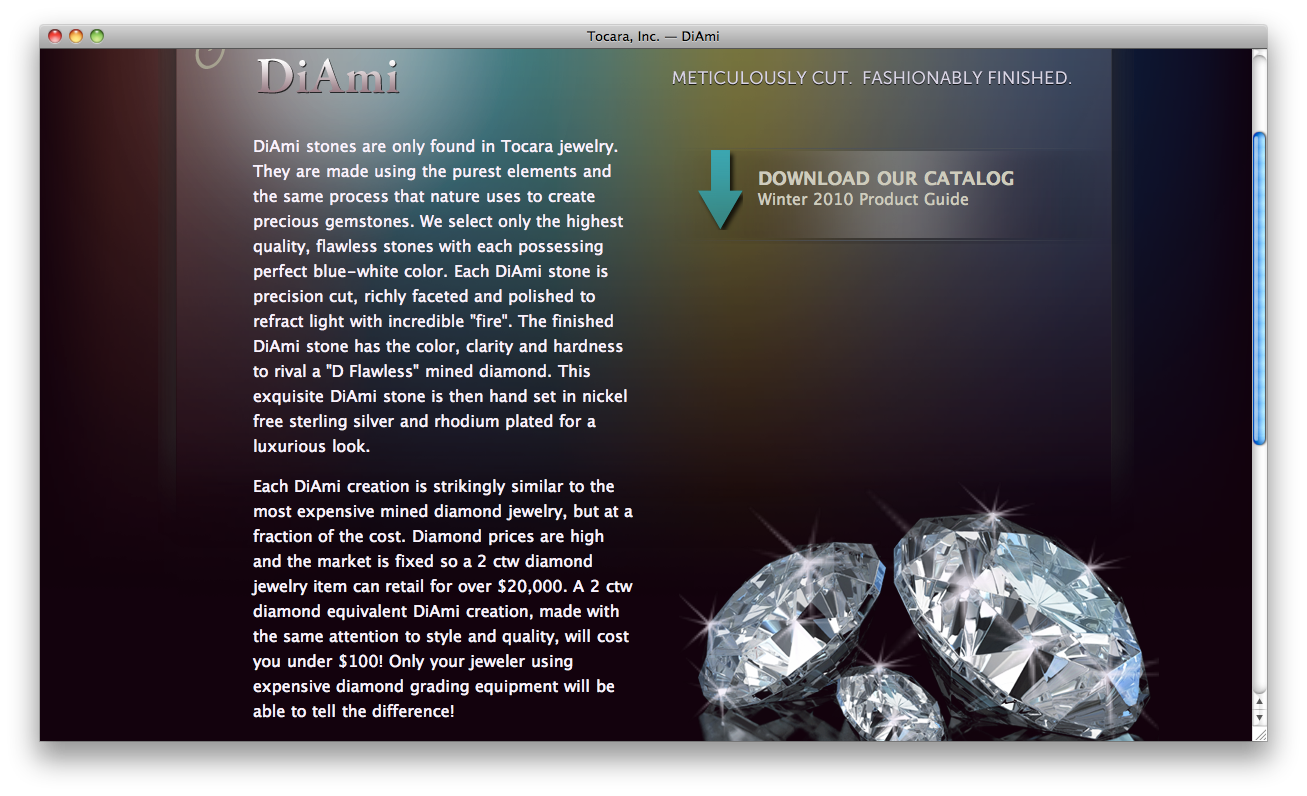 Tocara, Inc. — DiAmi
DiAmi
METICULOUSLY CUT.  FASHIONABLY FINISHED.
DiAmi stones are only found in Tocara jewelry.
They are made using the purest elements and
the same process that nature uses to create
precious gemstones. We select only the highest
quality, flawless stones with each possessing
perfect blue-white color. Each DiAmi stone is
precision cut, richly faceted and polished to
refract light with incredible "fire". The finished
DiAmi stone has the color, clarity and hardness
to rival a "D Flawless" mined diamond. This
exquisite DiAmi stone is then hand set in nickel
free sterling silver and rhodium plated for a
luxurious look.
Each DiAmi creation is strikingly similar to the
most expensive mined diamond jewelry, but at a
fraction of the cost. Diamond prices are high
and the market is fixed so a 2 ctw diamond
jewelry item can retail for over $20,000. A 2 ctw
diamond equivalent DiAmi creation, made with
the same attention to style and quality, will cost
you under $100! Only your jeweler using
expensive diamond grading equipment will be
able to tell the difference!
DOWNLOAD OUR CATALOG
Winter 2010 Product Guide